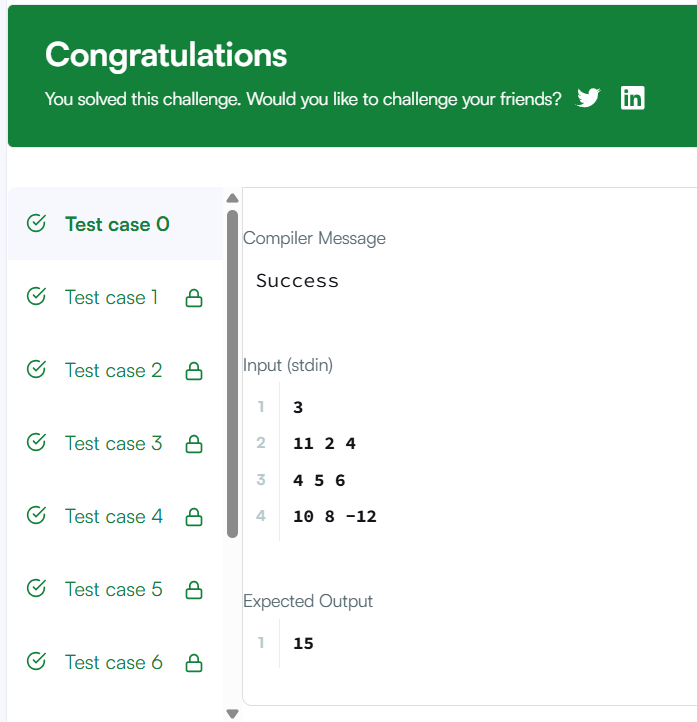 Congratulations
You solved this challenge. Would you like to challenge your friends?
in
Test case 0
Test case 1
Test case 2
Test case 3
Test case 4
Test case 5
Test case 6
Compiler Message
Success
Input (stdin)
1 3
2 11 2 4
3 4 5 6
4 10 8 -12
Expected Output
1 15